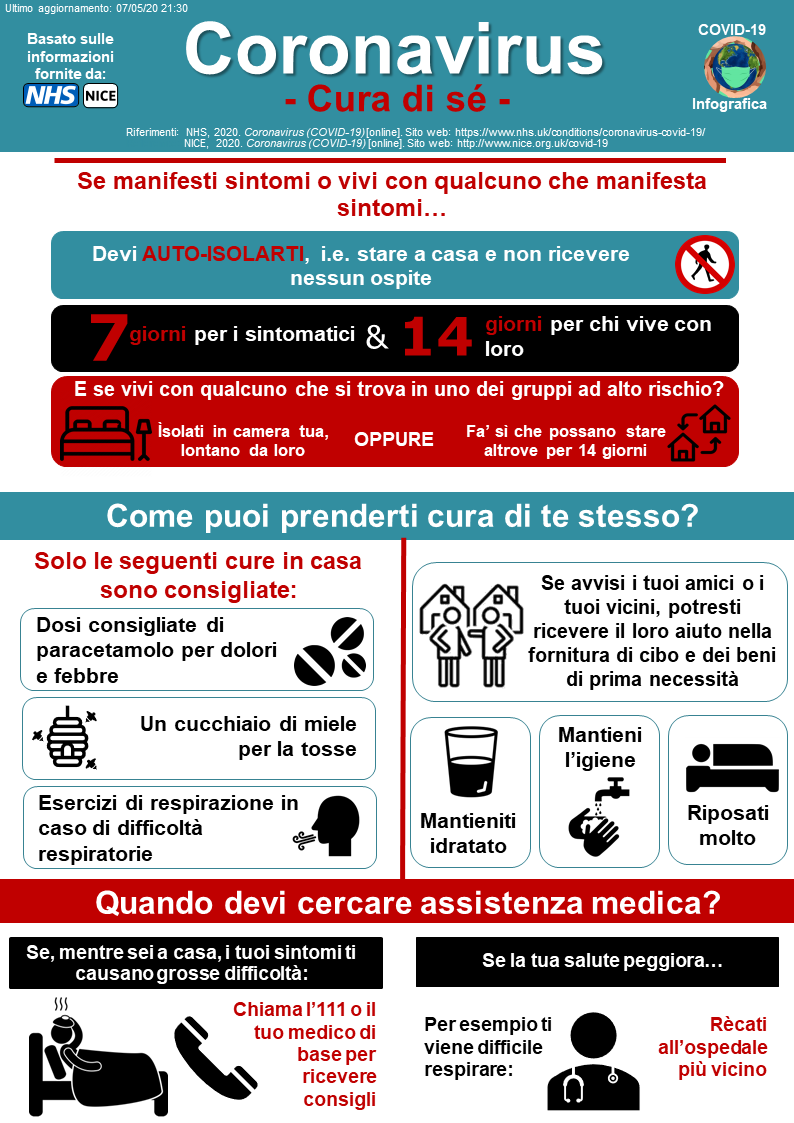 Ultimo aggiornamento: 07/05/20 21:30
Basato sulle
informazioni
fornite da:
NHS NICE
Coronavirus
- Cura di sé -
COVID-19
Infografica
Riferimenti: NHS, 2020. Coronavirus (COVID-19)[online]. Sito web: https://www.nhs.uk/conditions/coronavirus-covid-19/
NICE, 2020. Coronavirus (COVID-19)[online]. Sito web: http://www.nice.org.uk/covid-19
Se manifesti sintomi o vivi con qualcuno che manifesta
sintomi…
Devi AUTO-ISOLARTI, i.e. stare a casa e non ricevere
nessun ospite
7 giorni per i sintomatici & 14 giorni per chi vive con
loro
E se vivi con qualcuno che si trova in uno dei gruppi ad alto rischio?
Ìsolati in camera tua,
lontano da loro
OPPURE
Fa’ sì che possano stare
altrove per 14 giorni
Come puoi prenderti cura di te stesso?
Solo le seguenti cure in casa
sono consigliate:
Dosi consigliate di
paracetamolo per dolori
e febbre
Un cucchiaio di miele
per la tosse
Esercizi di respirazione in
caso di difficoltà
respiratorie
Se avvisi i tuoi amici o i
tuoi vicini, potresti
ricevere il loro aiuto nella
fornitura di cibo e dei beni
di prima necessità
Mantieniti
idratato
Mantieni
l’igiene
Riposati
molto
Quando devi cercare assistenza medica?
Se, mentre sei a casa, i tuoi sintomi ti
causano grosse difficoltà:
Chiama l’111 o il
tuo medico di
base per
ricevere
consigli
Se la tua salute peggiora…
Per esempio ti
viene difficile
respirare:
Rècati
all’ospedale
più vicino